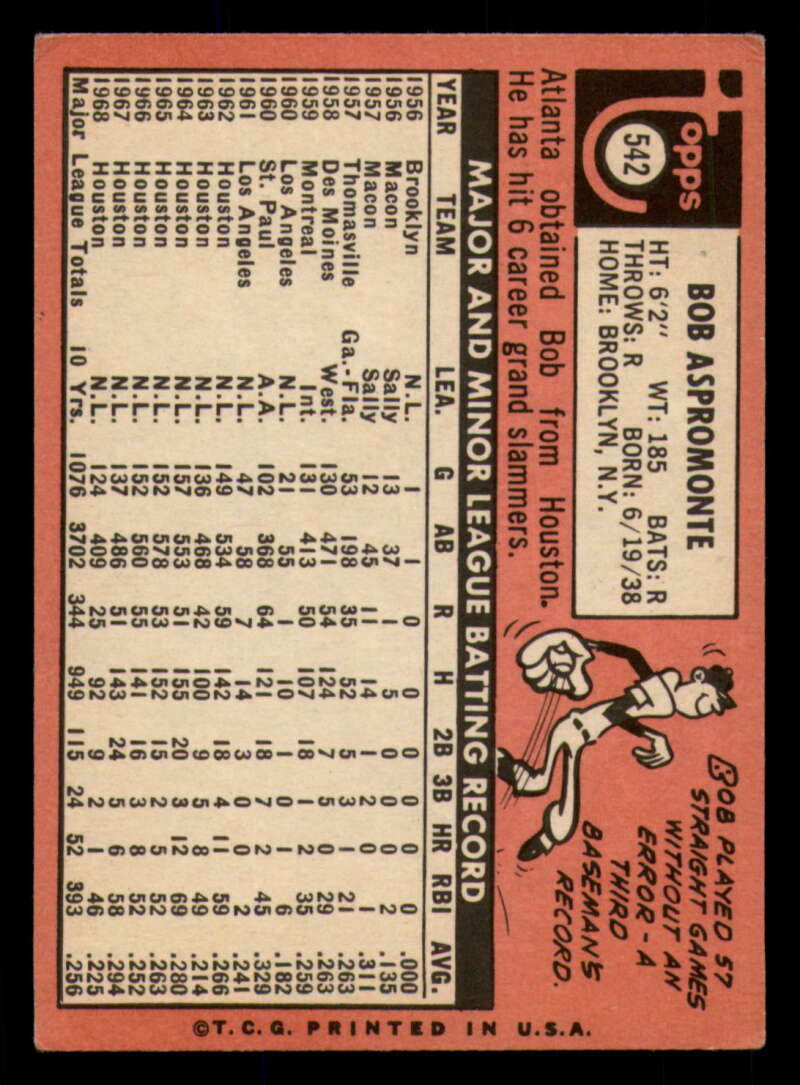 Topps
542
BOB ASPROMONTE
HT: 6'2" WT: 185 BATS: R
THROWS: R BORN: 6/19/38
HOME: BROOKLYN, N.Y.
BOB PLAYED 57
STRAIGHT GAMES
WITHOUT AN
ERROR-A
THIRD
BASEMAN'S
RECORD.
Atlanta obtained Bob from Houston.
He has hit 6 career grand slammers.
MAJOR AND MINOR LEAGUE BATTING RECORD
YEAR TEAM LEA. G AB R H 2B 3B HR RBI AVG.
1956 Brooklyn N.L. 1 1 0 0 0 0 0 0 .000
1956 Macon Sally 13 37 1 5 0 0 0 2 .135
1957 Macon Sally 12 45 11 14 1 2 0 1 .311
1957 Thomasville Ga.-Fla. 53 198 35 52 5 3 1 21 .263
1958 Des Moines West. 130 471 54 124 7 5 0 29 .263
1959 Montreal Int. 131 413 50 107 18 1 2 35 .259
1960 Los Angeles N.L. 21 55 1 10 1 0 1 6 .182
1960 St. Paul A.A. 102 368 64 121 18 7 2 45 .329
1961 Los Angeles N.L. 47 58 7 14 3 0 0 2 .241
1962 Houston N.L. 149 534 59 142 18 4 11 59 .266
1963 Houston N.L. 136 468 42 100 9 5 8 49 .214
1964 Houston N.L. 157 553 51 155 20 3 12 69 .280
1965 Houston N.L. 152 578 53 152 15 2 5 52 .263
1966 Houston N.L. 152 560 55 141 16 3 8 52 .252
1967 Houston N.L. 137 486 51 143 24 5 6 58 .294
1968 Houston N.L. 124 409 25 92 9 2 1 46 .225
Major League Totals 10 Yrs. 1076 3702 344 949 115 24 52 393 .256
©T.C.G. PRINTED IN U.S.A.